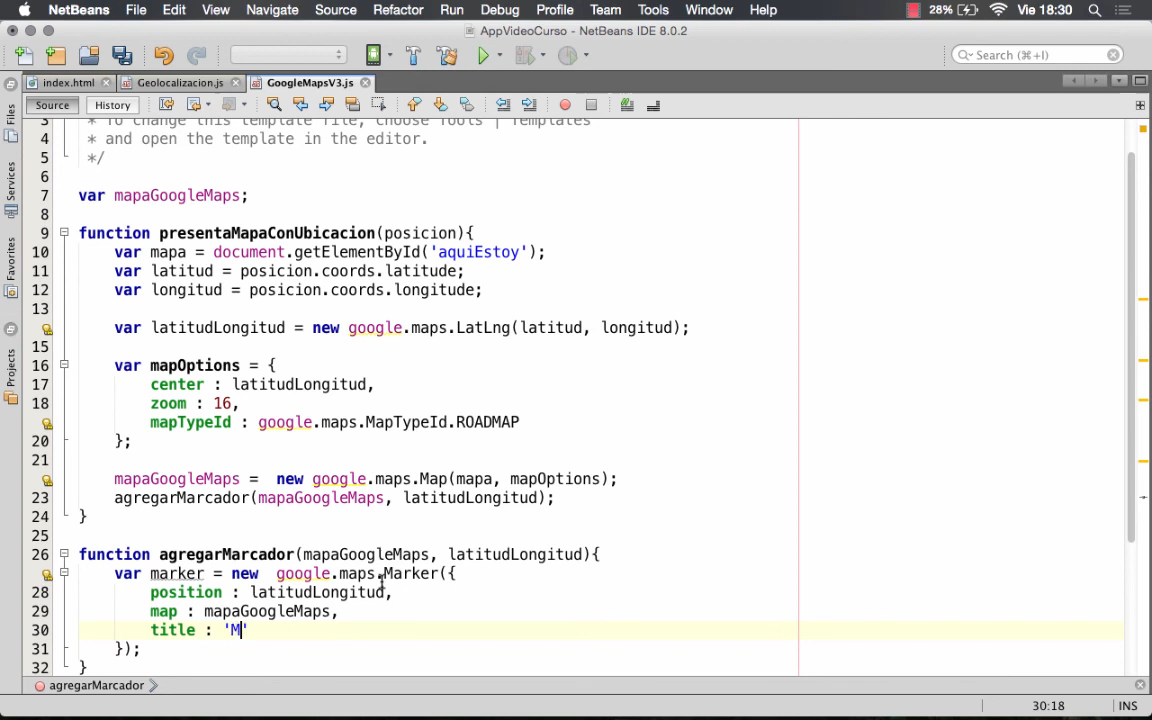 NetBeans File Edit View Navigate Source Refactor Run Debug Profile Team Tools Window Help 28% Vie 18:30
AppVideoCurso - NetBeans IDE 8.0.2
Search (⌘+I)
index.html Geolocalizacion.js GoogleMapsV3.js
Source History
Files
Services
Favorites
Projects
3 * To change this template file, choose Tools | Templates
4 * and open the template in the editor.
5 */
6
7 var mapaGoogleMaps;
8
9 function presentaMapaConUbicacion(posicion){
10 var mapa = document.getElementById('aquiEstoy');
11 var latitud = posicion.coords.latitude;
12 var longitud = posicion.coords.longitude;
13
var latitudLongitud = new google.maps.LatLng(latitud, longitud);
15
16 var mapOptions = {
17 center : latitudLongitud,
18 zoom : 16,
mapTypeId : google.maps.MapTypeId.ROADMAP
20 };
21
mapaGoogleMaps = new google.maps.Map(mapa, mapOptions);
23 agregarMarcador(mapaGoogleMaps, latitudLongitud);
24 }
25
26 function agregarMarcador(mapaGoogleMaps, latitudLongitud){
var marker = new google.maps.Marker({
28 position : latitudLongitud,
29 map : mapaGoogleMaps,
30 title : 'M'
31 });
32 }
agregarMarcador
30:18 INS